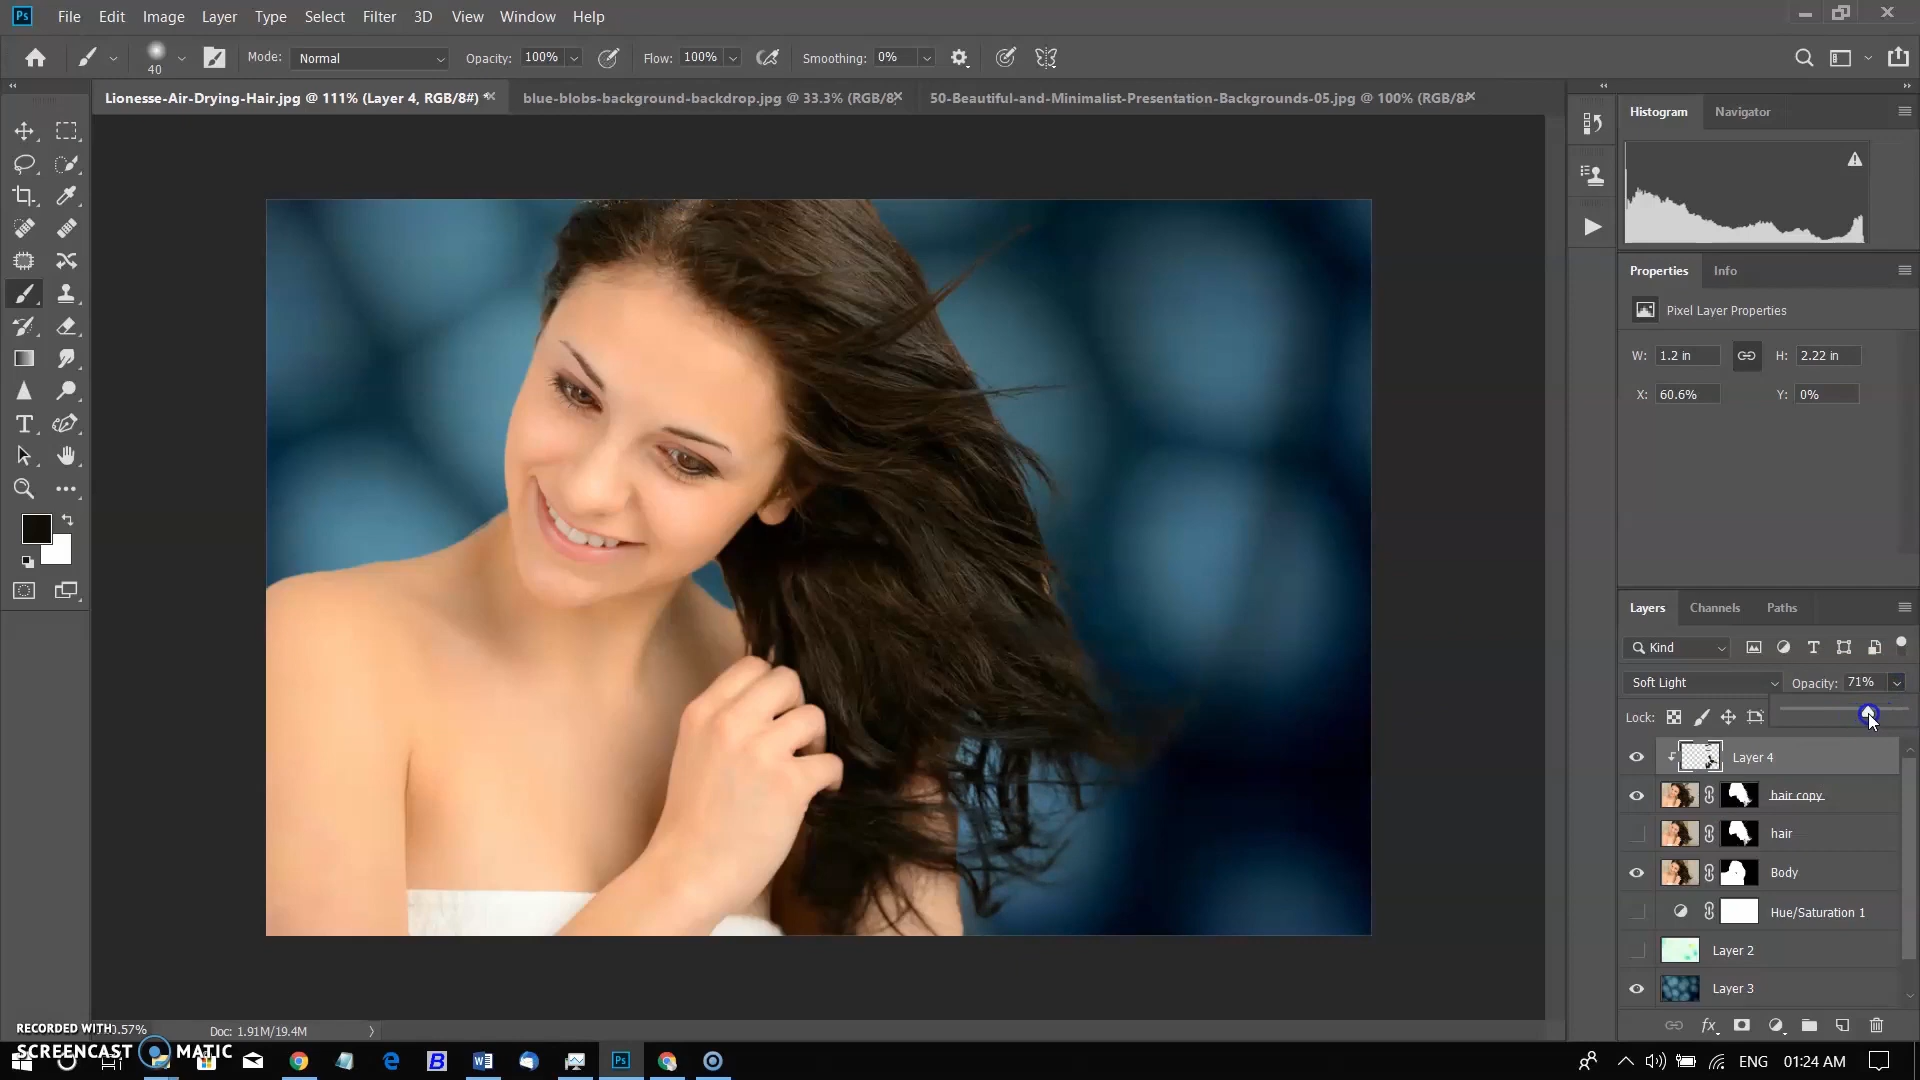 Ps File Edit Image Layer Type Select Filter 3D View Window Help
40 Mode: Normal Opacity: 100% Flow: 100% Smoothing: 0%
Lionesse-Air-Drying-Hair.jpg @ 111% (Layer 4, RGB/8#) * blue-blobs-background-backdrop.jpg @ 33.3% (RGB/8 50-Beautiful-and-Minimalist-Presentation-Backgrounds-05.jpg @ 100% (RGB/8
Histogram Navigator
Properties Info
Pixel Layer Properties
W: 1.2 in H: 2.22 in
X: 60.6% Y: 0%
Layers Channels Paths
Kind
Soft Light Opacity: 71%
Lock:
Layer 4
hair copy
hair
Body
Hue/Saturation 1
Layer 2
Layer 3
fx
0.57% Doc: 1.91M/19.4M
RECORDED WITH
SCREENCAST MATIC
ENG 01:24 AM